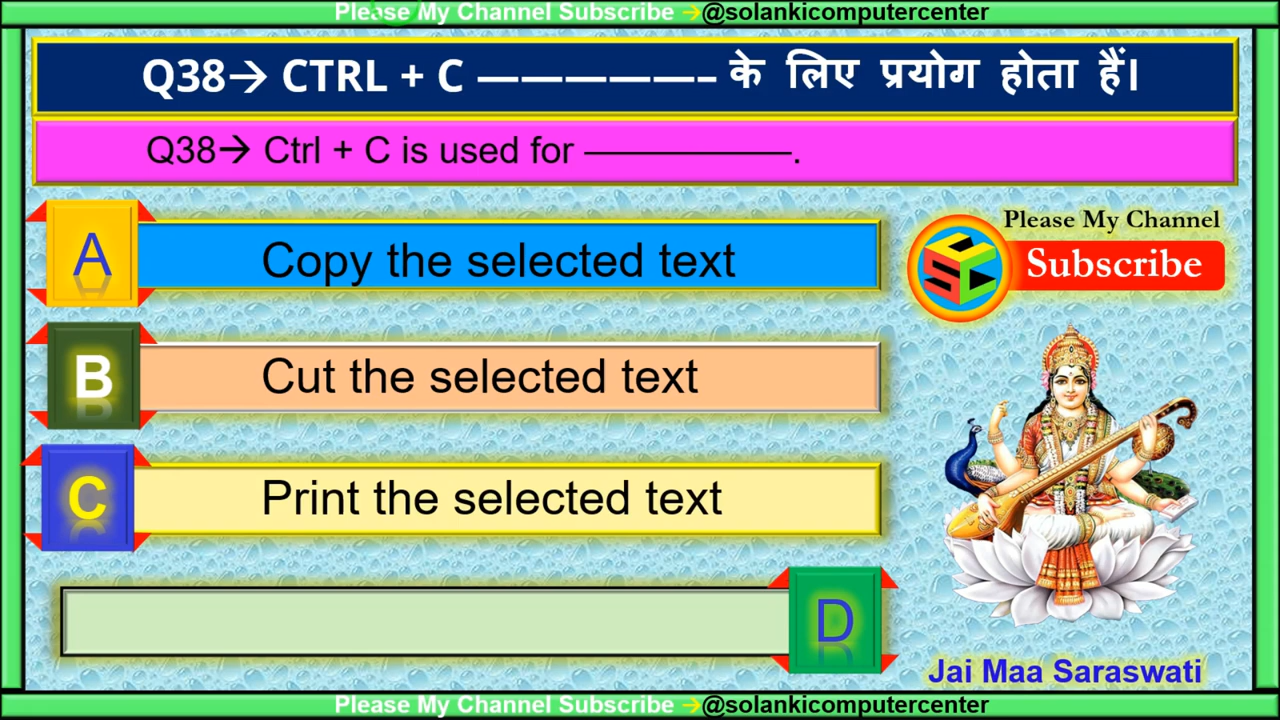 Please My Channel Subscribe →@solankicomputercenter
Q38→ CTRL + C —————– के लिए प्रयोग होता हैं।
Q38→ Ctrl + C is used for ———————.
A Copy the selected text
Please My Channel
Subscribe
SCC
B Cut the selected text
C Print the selected text
D
Jai Maa Saraswati
Please My Channel Subscribe →@solankicomputercenter